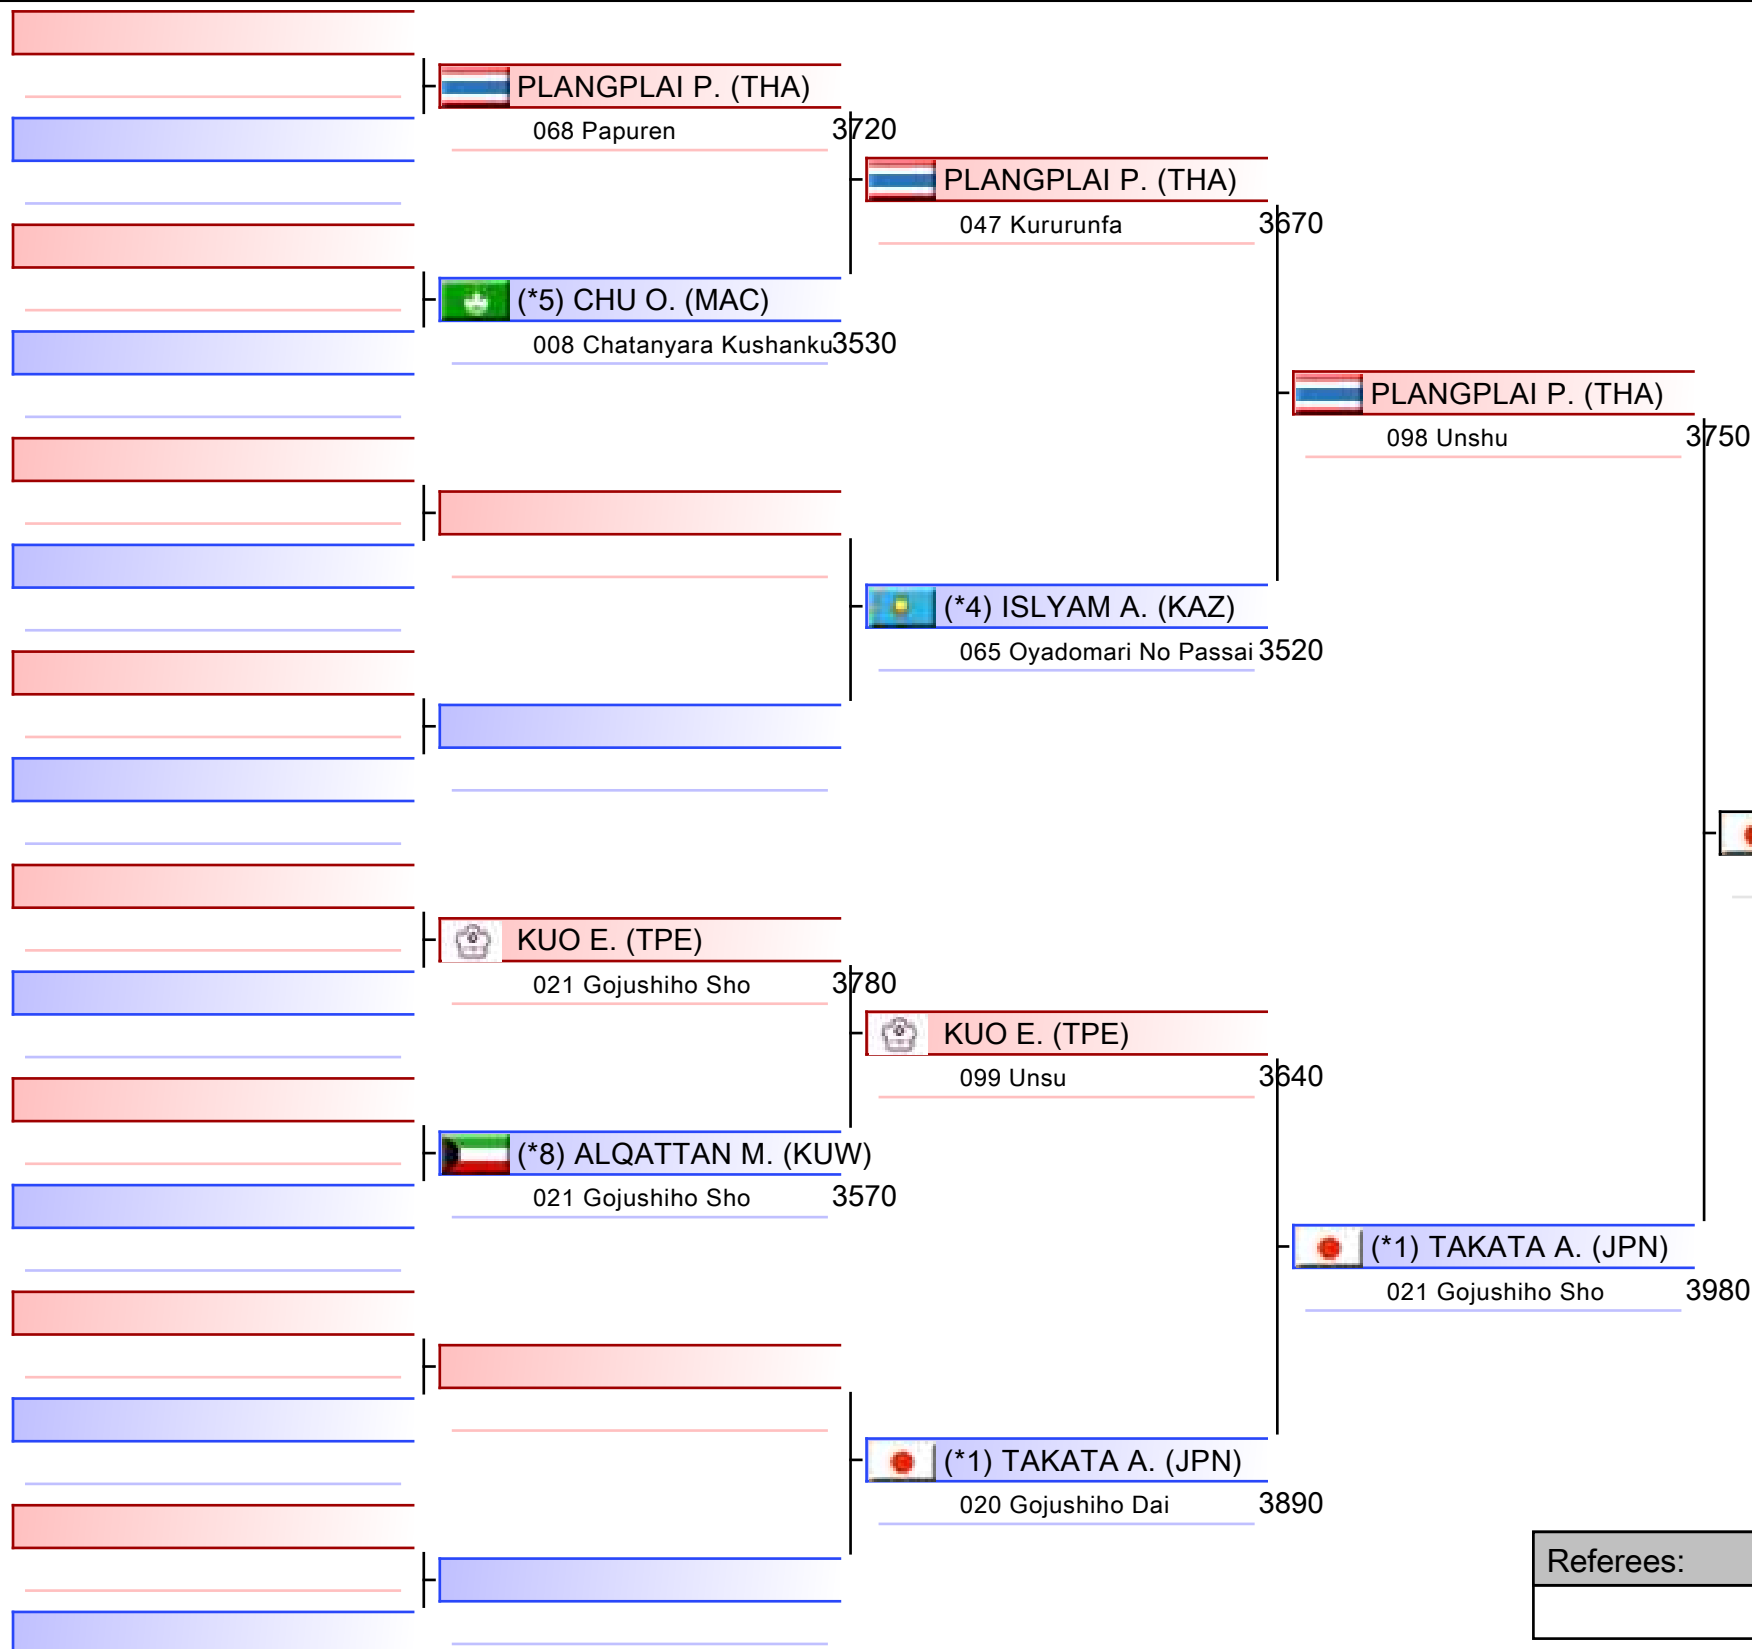 PLANGPLAI P. (THA)
068 Papuren 3720
(*5) CHU O. (MAC)
008 Chatanyara Kushanku 3530
KUO E. (TPE)
021 Gojushiho Sho 3780
(*8) ALQATTAN M. (KUW)
021 Gojushiho Sho 3570
PLANGPLAI P. (THA)
047 Kururunfa 3670
(*4) ISLYAM A. (KAZ)
065 Oyadomari No Passai 3520
KUO E. (TPE)
099 Unsu 3640
(*1) TAKATA A. (JPN)
020 Gojushiho Dai 3890
PLANGPLAI P. (THA)
098 Unshu 3750
(*1) TAKATA A. (JPN)
021 Gojushiho Sho 3980
Referees: